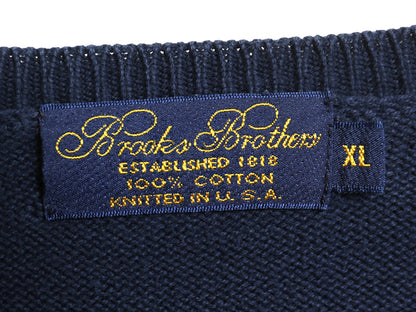 Brooks Brothers
ESTABLISHED 1818
100% COTTON
KNITTED IN U.S.A.
XL